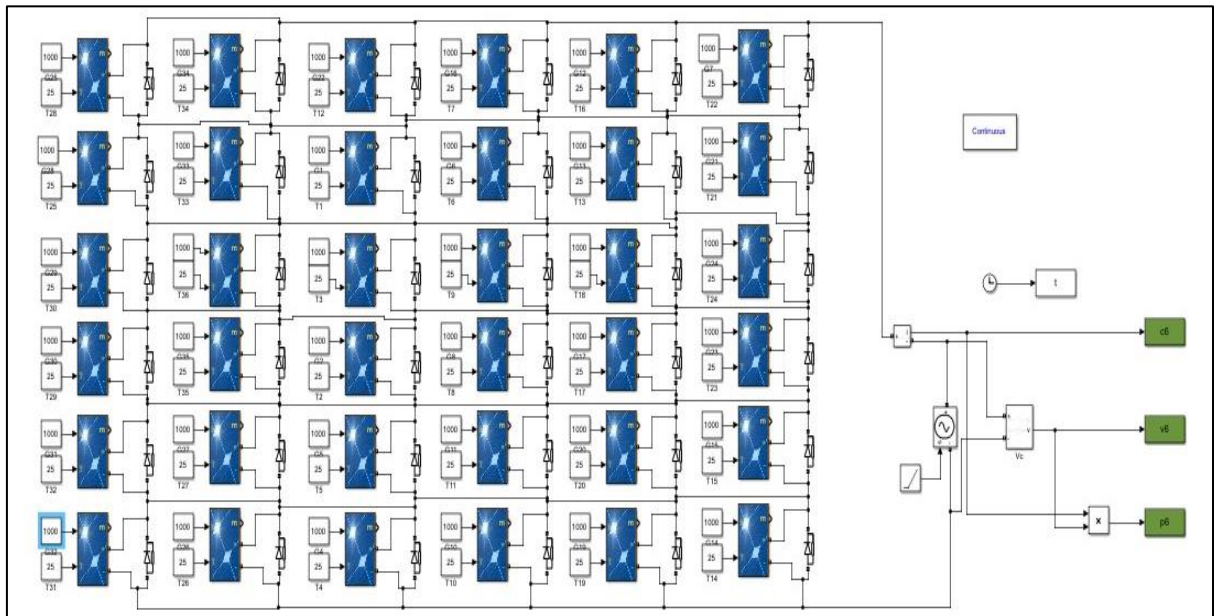 1000 1000 1000 1000 1000 1000
m m m m m m
G25 G34 G22 G16 G12 G7
25 25 25 25 25 25
T28 T34 T12 T7 T16 T22
1000 1000 1000 1000 1000 1000
Continuous
G28 G33 G1 G6 G13 G21
25 25 25 25 25 25
T25 T33 T1 T6 T13 T21
1000 1000 1000 1000 1000 1000
m m m m m m
G29 G24
25 25 25 25 25 25
T30 T36 T3 T9 T18 T24
t
1000 1000 1000 1000 1000 1000
G30 G35 G2 G8 G17 G23
25 25 25 25 25 25
T29 T35 T2 T8 T17 T23
c6
1000 1000 1000 1000 1000 1000
G31 G27 G5 G11 G20 G15
25 25 25 25 25 25
T32 T27 T5 T11 T20 T15
v
Vc
v6
1000 1000 1000 1000 1000 1000
G32 G26 G4 G10 G19 G14
25 25 25 25 25 25
T31 T26 T4 T10 T19 T14
×
p6